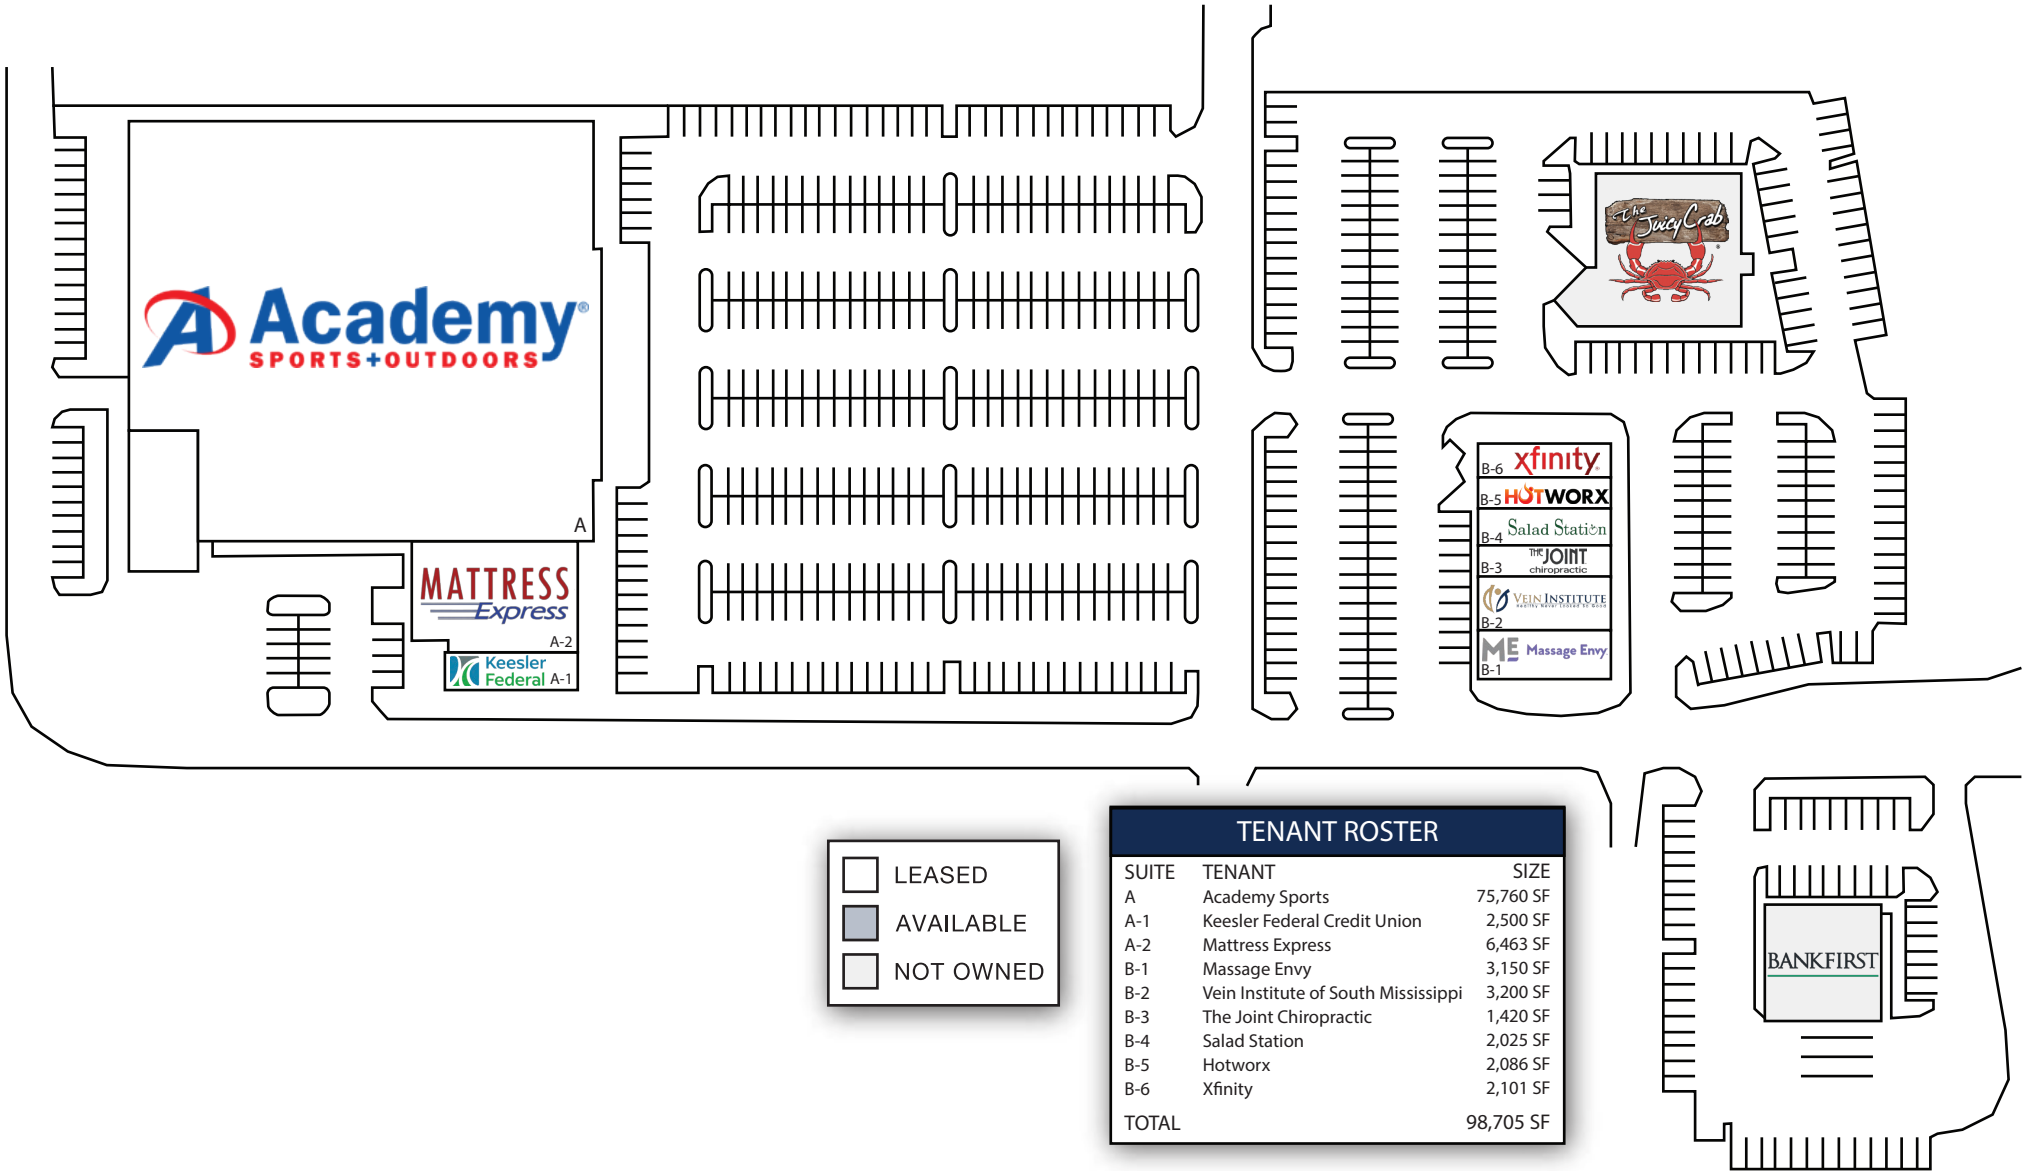 Academy®
SPORTS+OUTDOORS
A
MATTRESS
Express
A-2
Keesler
Federal
A-1
The
Juicy Crab
®
B-6 xfinity
B-5 HOTWORX
B-4 Salad Station
B-3 THE JOINT
chiropractic
VEIN INSTITUTE
Healthy Never Looked So Good
B-2
ME Massage Envy
B-1
BANKFIRST
LEASED
AVAILABLE
NOT OWNED
TENANT ROSTER
SUITE TENANT SIZE
A Academy Sports 75,760 SF
A-1 Keesler Federal Credit Union 2,500 SF
A-2 Mattress Express 6,463 SF
B-1 Massage Envy 3,150 SF
B-2 Vein Institute of South Mississippi 3,200 SF
B-3 The Joint Chiropractic 1,420 SF
B-4 Salad Station 2,025 SF
B-5 Hotworx 2,086 SF
B-6 Xfinity 2,101 SF
TOTAL 98,705 SF